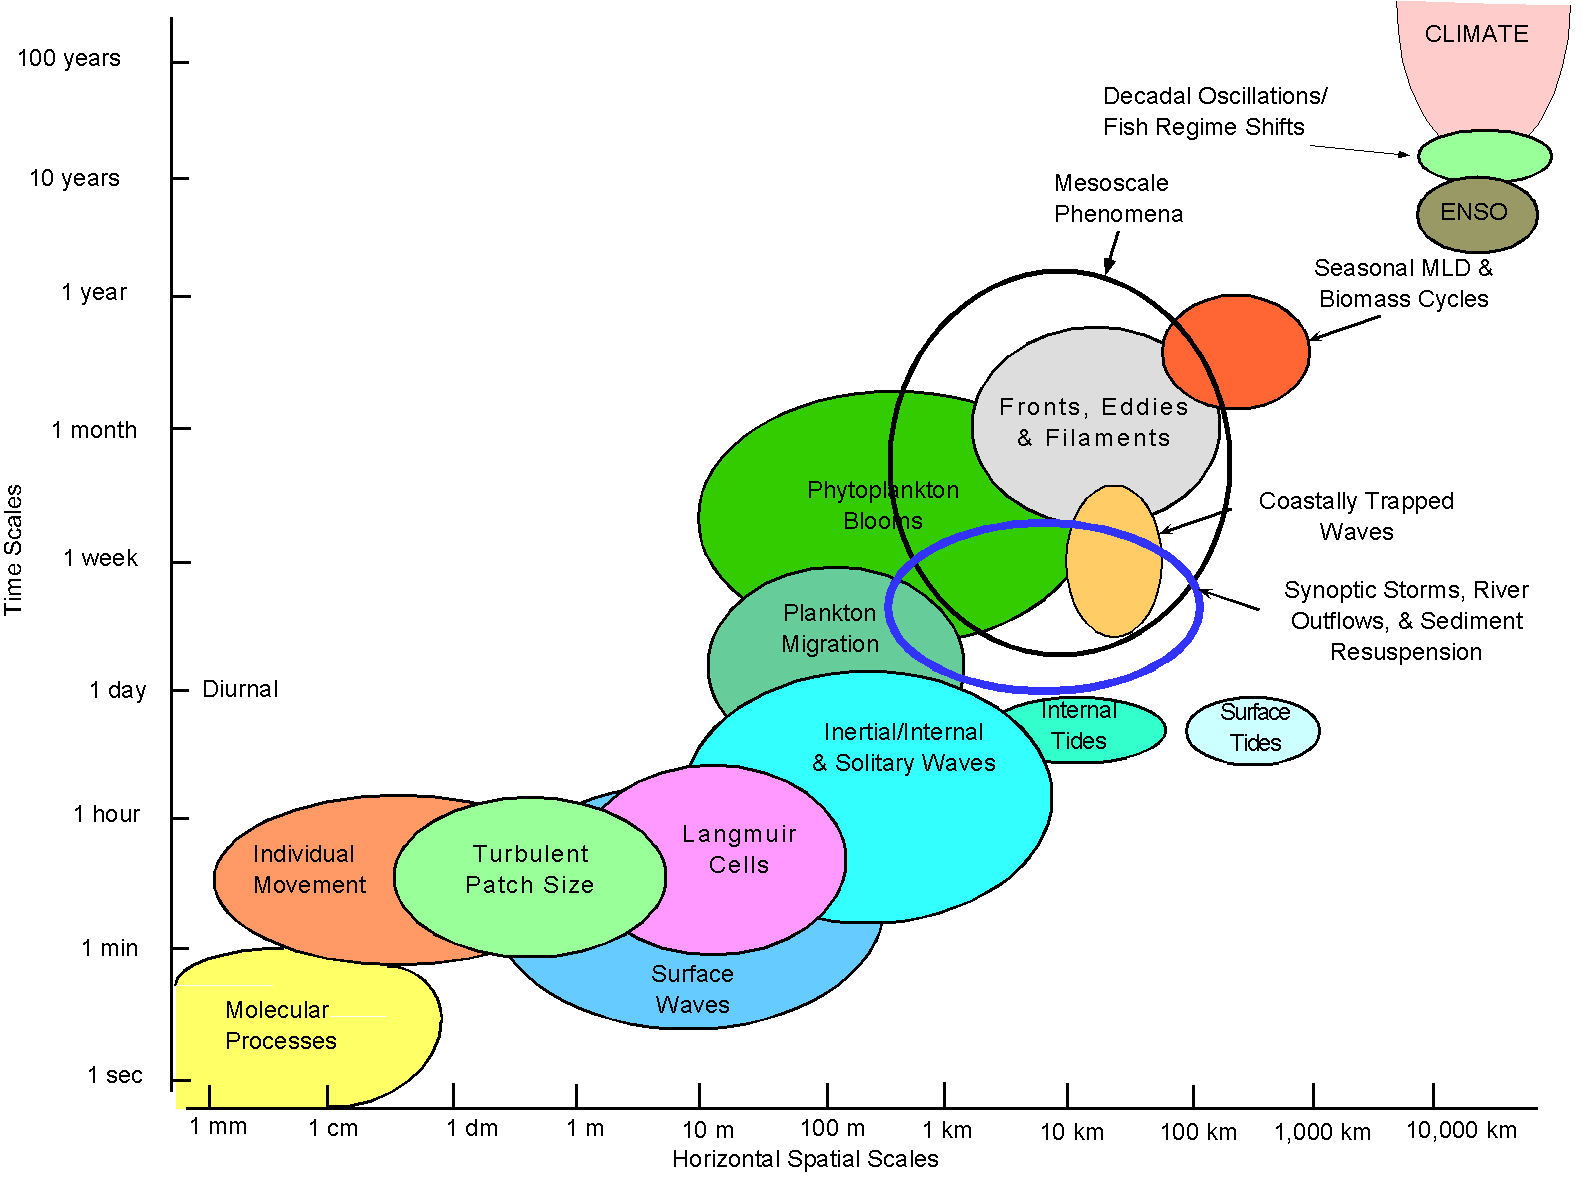 CLIMATE
100 years
Decadal Oscillations/
Fish Regime Shifts
10 years
Mesoscale
Phenomena
ENSO
Seasonal MLD &
Biomass Cycles
1 year
Fronts, Eddies
& Filaments
1 month
Phytoplankton
Blooms
Coastally Trapped
Waves
1 week
Time Scales
Plankton
Migration
Synoptic Storms, River
Outflows, & Sediment
Resuspension
1 day
Diurnal
Internal
Tides
Surface
Tides
Inertial/Internal
& Solitary Waves
1 hour
Individual
Movement
Turbulent
Patch Size
Langmuir
Cells
1 min
Surface
Waves
Molecular
Processes
1 sec
1 mm
1 cm
1 dm
1 m
10 m
100 m
1 km
10 km
100 km
1,000 km
10,000 km
Horizontal Spatial Scales